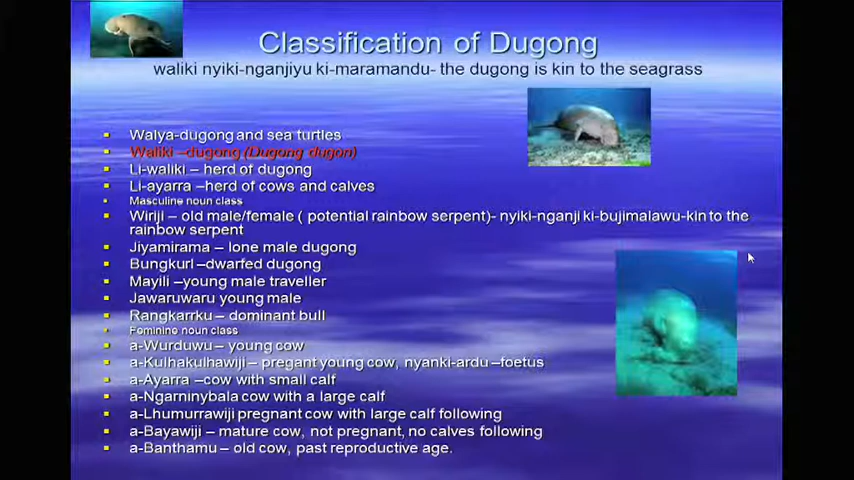 Classification of Dugong
waliki nyiki-nganjiyu ki-maramandu- the dugong is kin to the seagrass
Walya-dugong and sea turtles
Waliki –dugong (Dugong dugon)
Li-waliki – herd of dugong
Li-ayarra –herd of cows and calves
Masculine noun class
Wiriji – old male/female ( potential rainbow serpent)- nyiki-nganji ki-bujimalawu-kin to the
rainbow serpent
Jiyamirama – lone male dugong
Bungkurl –dwarfed dugong
Mayili –young male traveller
Jawaruwaru young male
Rangkarrku – dominant bull
Feminine noun class
a-Wurduwu – young cow
a-Kulhakulhawiji – pregant young cow, nyanki-ardu –foetus
a-Ayarra –cow with small calf
a-Ngarninybala cow with a large calf
a-Lhumurrawiji pregnant cow with large calf following
a-Bayawiji – mature cow, not pregnant, no calves following
a-Banthamu – old cow, past reproductive age.